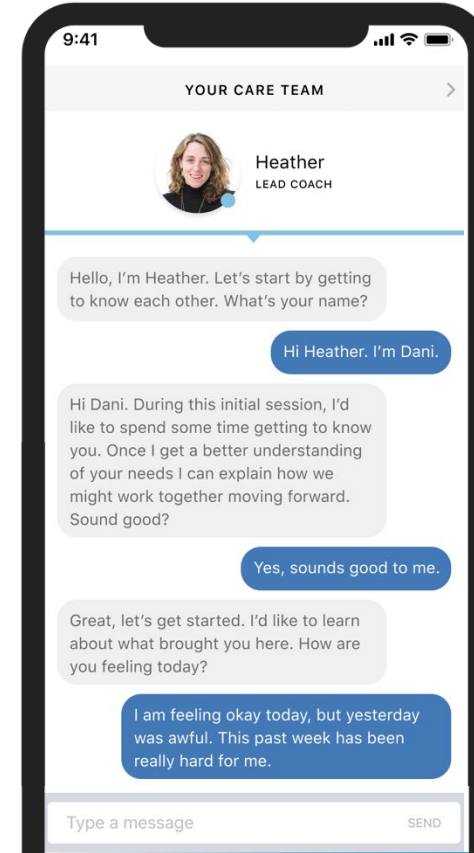 9:41
YOUR CARE TEAM
Heather
LEAD COACH
Hello, I'm Heather. Let's start by getting
to know each other. What's your name?
Hi Heather. I'm Dani.
Hi Dani. During this initial session, I'd
like to spend some time getting to know
you. Once I get a better understanding
of your needs I can explain how we
might work together moving forward.
Sound good?
Yes, sounds good to me.
Great, let's get started. I'd like to learn
about what brought you here. How are
you feeling today?
I am feeling okay today, but yesterday
was awful. This past week has been
really hard for me.
Type a message
SEND